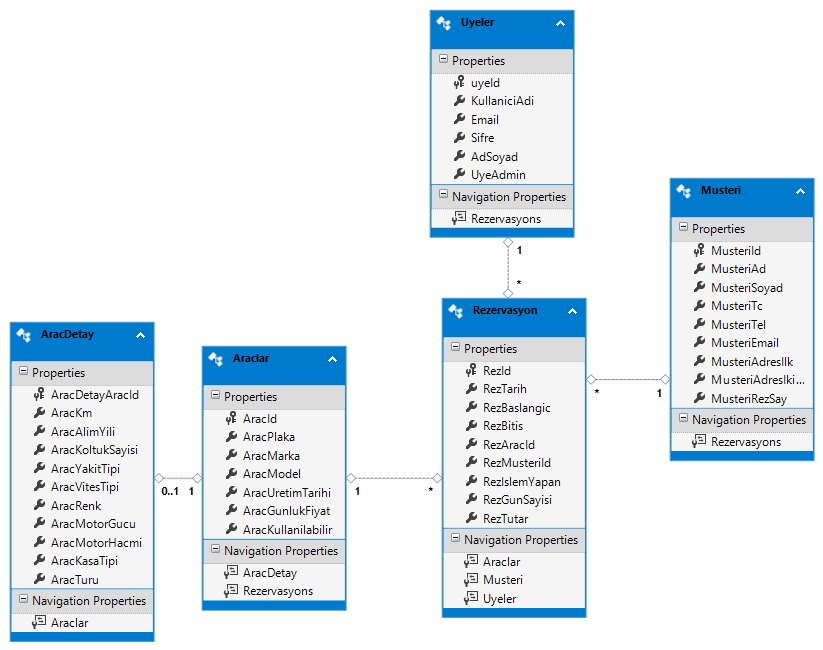 Uyeler
Properties
uyeId
KullaniciAdi
Email
Sifre
AdSoyad
UyeAdmin
Navigation Properties
Rezervasyons
1
*
Musteri
Properties
MusteriId
MusteriAd
MusteriSoyad
MusteriTc
MusteriTel
MusteriEmail
MusteriAdresIlk
MusteriAdresIki...
MusteriRezSay
Navigation Properties
Rezervasyons
Rezervasyon
Properties
RezId
RezTarih
RezBaslangic
RezBitis
RezAracId
RezMusteriId
RezIslemYapan
RezGunSayisi
RezTutar
Navigation Properties
Araclar
Musteri
Uyeler
*
1
AracDetay
Properties
AracDetayAracId
AracKm
AracAlimYili
AracKoltukSayisi
AracYakitTipi
AracVitesTipi
AracRenk
AracMotorGucu
AracMotorHacmi
AracKasaTipi
AracTuru
Navigation Properties
Araclar
0..1
1
Araclar
Properties
AracId
AracPlaka
AracMarka
AracModel
AracUretimTarihi
AracGunlukFiyat
AracKullanilabilir
Navigation Properties
AracDetay
Rezervasyons
1
*